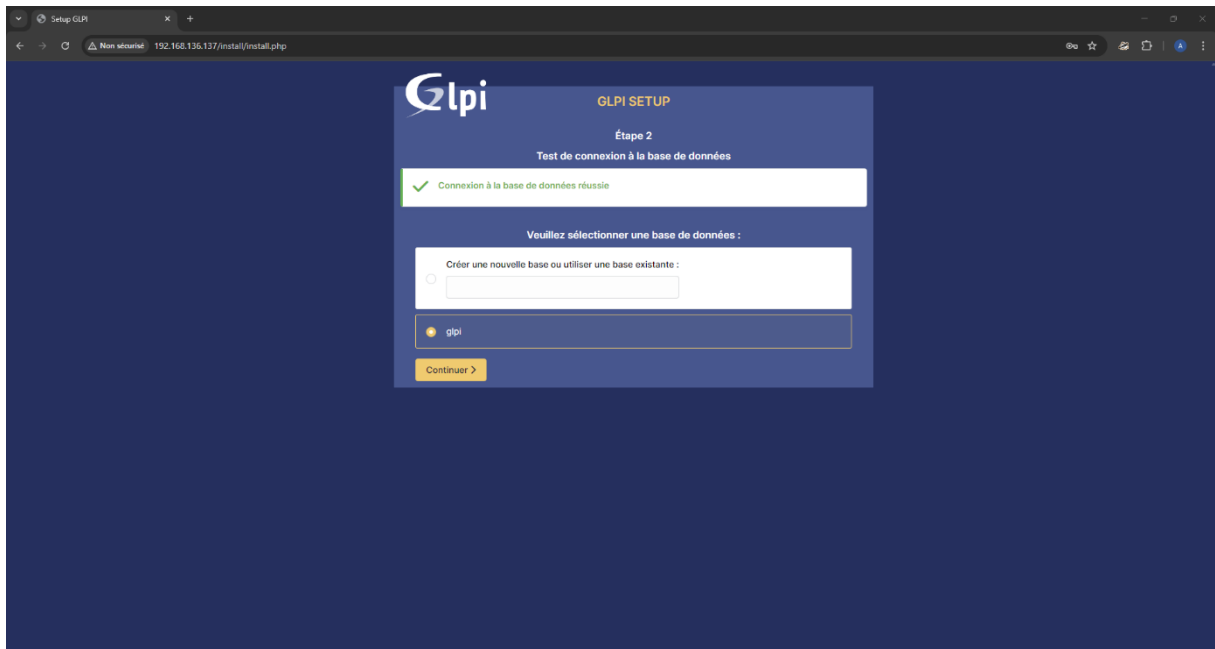 Setup GLPI
Non sécurisé 192.168.136.137/install/install.php
A
Glpi
GLPI SETUP
Étape 2
Test de connexion à la base de données
Connexion à la base de données réussie
Veuillez sélectionner une base de données :
Créer une nouvelle base ou utiliser une base existante :
glpi
Continuer